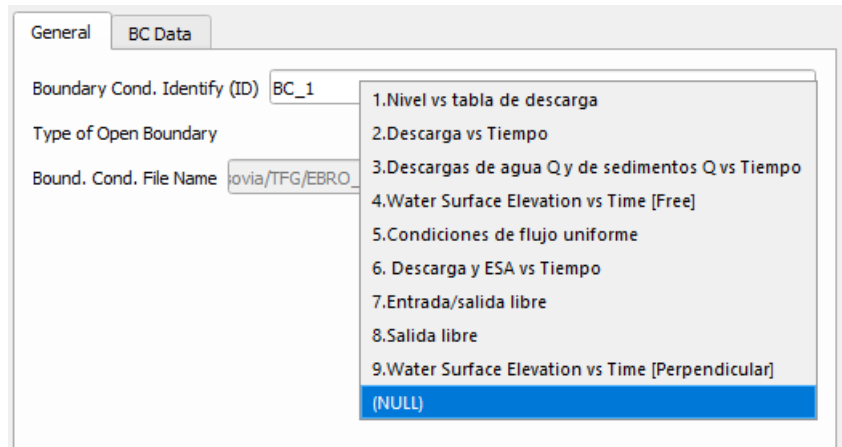 General BC Data
Boundary Cond. Identify (ID) BC_1
Type of Open Boundary
Bound. Cond. File Name ovia/TFG/EBRO_
1.Nivel vs tabla de descarga
2.Descarga vs Tiempo
3.Descargas de agua Q y de sedimentos Q vs Tiempo
4.Water Surface Elevation vs Time [Free]
5.Condiciones de flujo uniforme
6. Descarga y ESA vs Tiempo
7.Entrada/salida libre
8.Salida libre
9.Water Surface Elevation vs Time [Perpendicular]
(NULL)